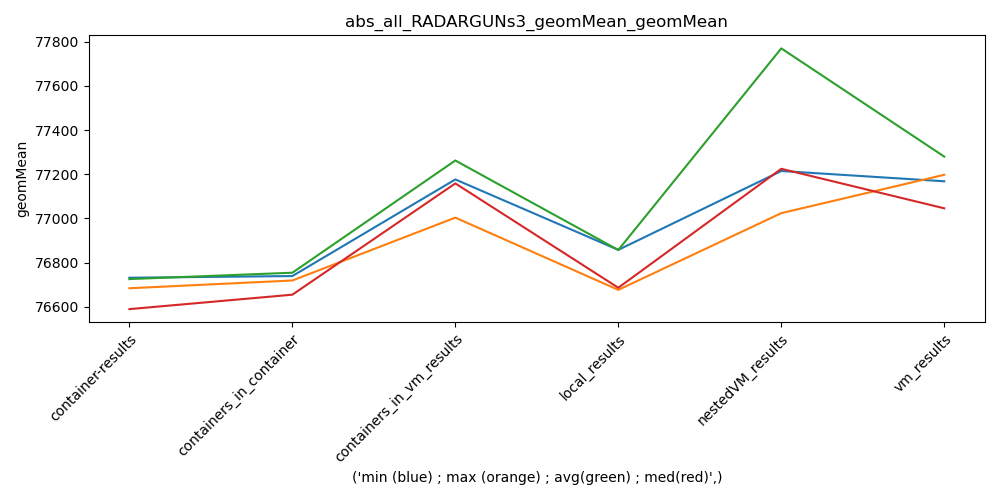 abs_all_RADARGUNs3_geomMean_geomMean
geomMean
77800
77600
77400
77200
77000
76800
76600
container-results
containers_in_container
containers_in_vm_results
local_results
nestedVM_results
vm_results
('min (blue) ; max (orange) ; avg(green) ; med(red)',)